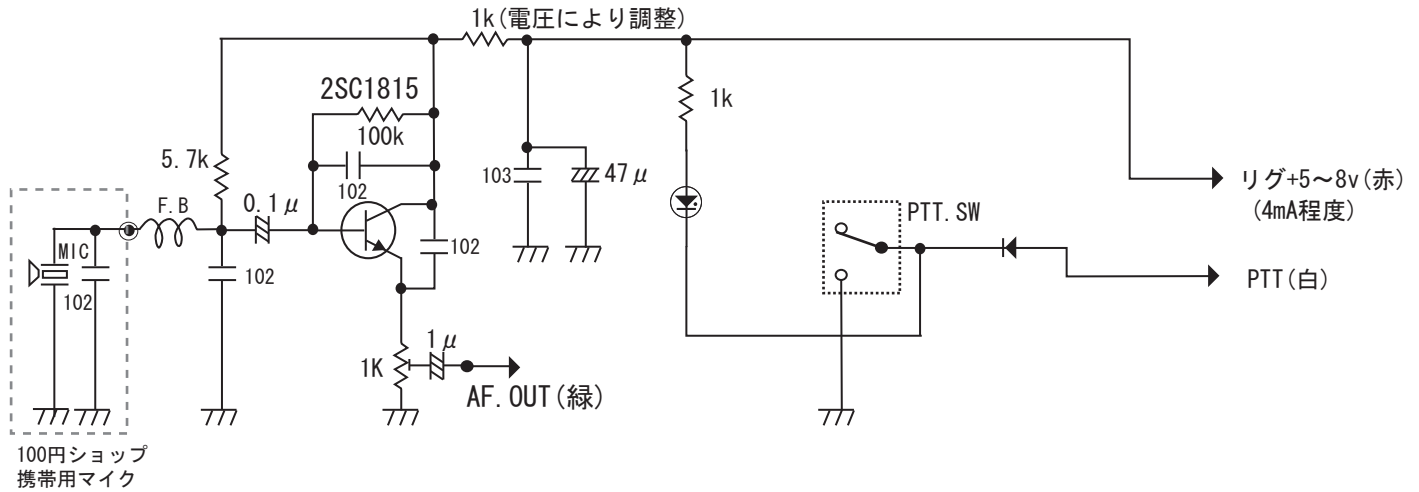 1k(電圧により調整)
2SC1815
100k
1k
5.7k
102
103
47μ
リグ+5～8v(赤)
(4mA程度)
F.B
0.1μ
PTT.SW
MIC
102
102
102
PTT(白)
1μ
1K
AF.OUT(緑)
100円ショップ
携帯用マイク